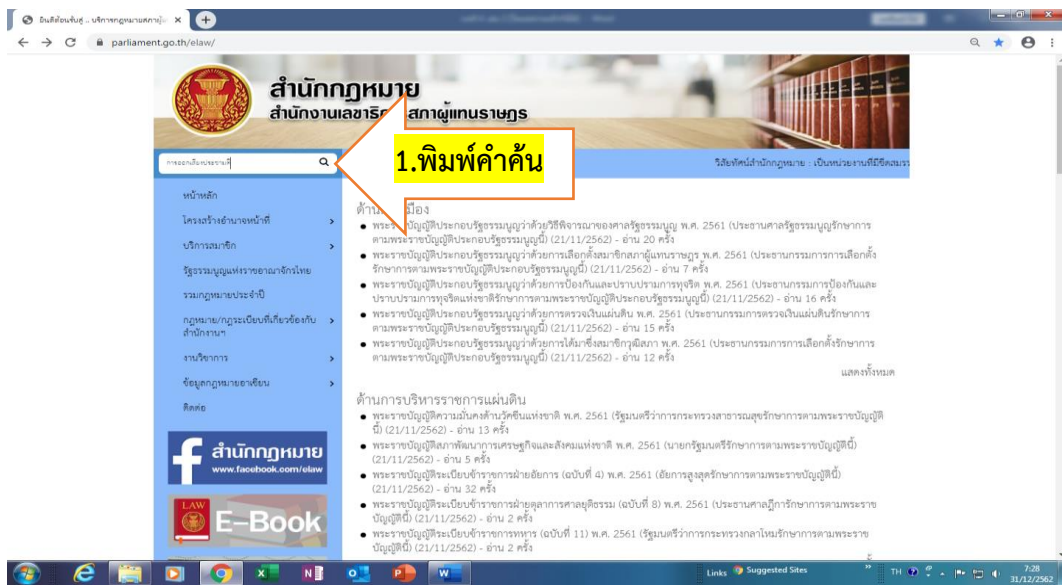 ยินดีต้อนรับสู่ .. บริการกฎหมายสภาผู้
parliament.go.th/elaw/
สำนักกฎหมาย
สำนักงานเลขาธิ สภาผู้แทนราษฎร
1.พิมพ์คำค้น
การออกเสียงประชามติ
วิสัยทัศน์สำนักกฎหมาย : เป็นหน่วยงานที่มีขีดสมรร
หน้าหลัก
โครงสร้างอำนาจหน้าที่
บริการสมาชิก
รัฐธรรมนูญแห่งราชอาณาจักรไทย
รวมกฎหมายประจำปี
กฎหมาย/กฎระเบียบที่เกี่ยวข้องกับ
สำนักงานฯ
งานวิชาการ
ข้อมูลกฎหมายอาเซียน
ติดต่อ
สำนักกฎหมาย
www.facebook.com/elaw
LAW
E-Book
ด้าน มือง
พระราชบัญญัติประกอบรัฐธรรมนูญว่าด้วยวิธีพิจารณาของศาลรัฐธรรมนูญ พ.ศ. 2561 (ประธานศาลรัฐธรรมนูญรักษาการ
ตามพระราชบัญญัติประกอบรัฐธรรมนูญนี้) (21/11/2562) - อ่าน 20 ครั้ง
พระราชบัญญัติประกอบรัฐธรรมนูญว่าด้วยการเลือกตั้งสมาชิกสภาผู้แทนราษฎร พ.ศ. 2561 (ประธานกรรมการการเลือกตั้ง
รักษาการตามพระราชบัญญัติประกอบรัฐธรรมนูญนี้) (21/11/2562) - อ่าน 7 ครั้ง
พระราชบัญญัติประกอบรัฐธรรมนูญว่าด้วยการป้องกันและปราบปรามการทุจริต พ.ศ. 2561 (ประธานกรรมการป้องกันและ
ปราบปรามการทุจริตแห่งชาติรักษาการตามพระราชบัญญัติประกอบรัฐธรรมนูญนี้) (21/11/2562) - อ่าน 16 ครั้ง
พระราชบัญญัติประกอบรัฐธรรมนูญว่าด้วยการตรวจเงินแผ่นดิน พ.ศ. 2561 (ประธานกรรมการตรวจเงินแผ่นดินรักษาการ
ตามพระราชบัญญัติประกอบรัฐธรรมนูญนี้) (21/11/2562) - อ่าน 15 ครั้ง
พระราชบัญญัติประกอบรัฐธรรมนูญว่าด้วยการได้มาซึ่งสมาชิกวุฒิสภา พ.ศ. 2561 (ประธานกรรมการการเลือกตั้งรักษาการ
ตามพระราชบัญญัติประกอบรัฐธรรมนูญนี้) (21/11/2562) - อ่าน 12 ครั้ง
แสดงทั้งหมด
ด้านการบริหารราชการแผ่นดิน
พระราชบัญญัติความมั่นคงด้านวัคซีนแห่งชาติ พ.ศ. 2561 (รัฐมนตรีว่าการกระทรวงสาธารณสุขรักษาการตามพระราชบัญญัติ
นี้) (21/11/2562) - อ่าน 13 ครั้ง
พระราชบัญญัติสภาพัฒนาการเศรษฐกิจและสังคมแห่งชาติ พ.ศ. 2561 (นายกรัฐมนตรีรักษาการตามพระราชบัญญัตินี้)
(21/11/2562) - อ่าน 5 ครั้ง
พระราชบัญญัติระเบียบข้าราชการฝ่ายอัยการ (ฉบับที่ 4) พ.ศ. 2561 (อัยการสูงสุดรักษาการตามพระราชบัญญัตินี้)
(21/11/2562) - อ่าน 32 ครั้ง
พระราชบัญญัติระเบียบข้าราชการฝ่ายตุลาการศาลยุติธรรม (ฉบับที่ 8) พ.ศ. 2561 (ประธานศาลฎีการักษาการตามพระราช
บัญญัตินี้) (21/11/2562) - อ่าน 2 ครั้ง
พระราชบัญญัติระเบียบข้าราชการทหาร (ฉบับที่ 11) พ.ศ. 2561 (รัฐมนตรีว่าการกระทรวงกลาโหมรักษาการตามพระราช
บัญญัตินี้) (21/11/2562) - อ่าน 2 ครั้ง
Links Suggested Sites
TH
7:28
31/12/2562